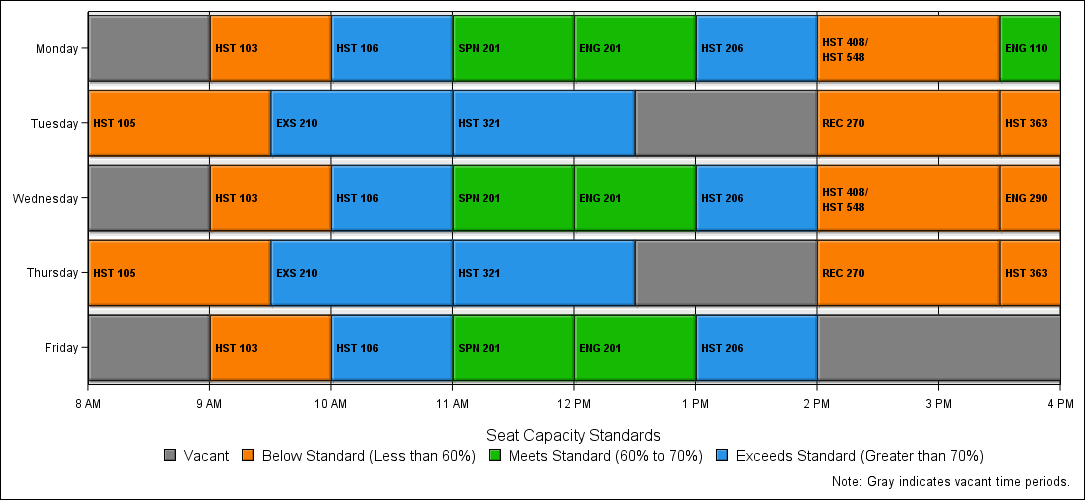 Monday
HST 103
HST 106
SPN 201
ENG 201
HST 206
HST 408/
HST 548
ENG 110
Tuesday
HST 105
EXS 210
HST 321
REC 270
HST 363
Wednesday
HST 103
HST 106
SPN 201
ENG 201
HST 206
HST 408/
HST 548
ENG 290
Thursday
HST 105
EXS 210
HST 321
REC 270
HST 363
Friday
HST 103
HST 106
SPN 201
ENG 201
HST 206
8 AM 9 AM 10 AM 11 AM 12 PM 1 PM 2 PM 3 PM 4 PM
Seat Capacity Standards
Vacant Below Standard (Less than 60%) Meets Standard (60% to 70%) Exceeds Standard (Greater than 70%)
Note: Gray indicates vacant time periods.